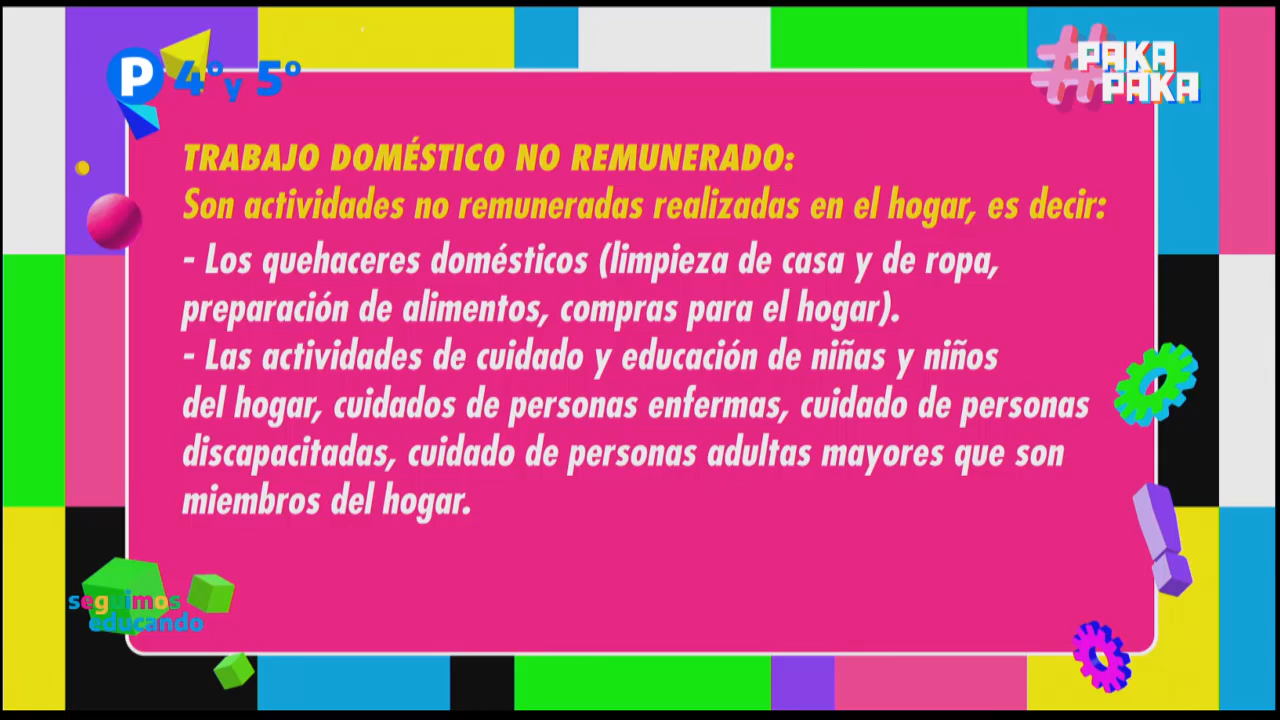 P 4º y 5º
#PAKA
PAKA
TRABAJO DOMÉSTICO NO REMUNERADO:
Son actividades no remuneradas realizadas en el hogar, es decir:
- Los quehaceres domésticos (limpieza de casa y de ropa,
preparación de alimentos, compras para el hogar).
- Las actividades de cuidado y educación de niñas y niños
del hogar, cuidados de personas enfermas, cuidado de personas
discapacitadas, cuidado de personas adultas mayores que son
miembros del hogar.
seguimos
educando